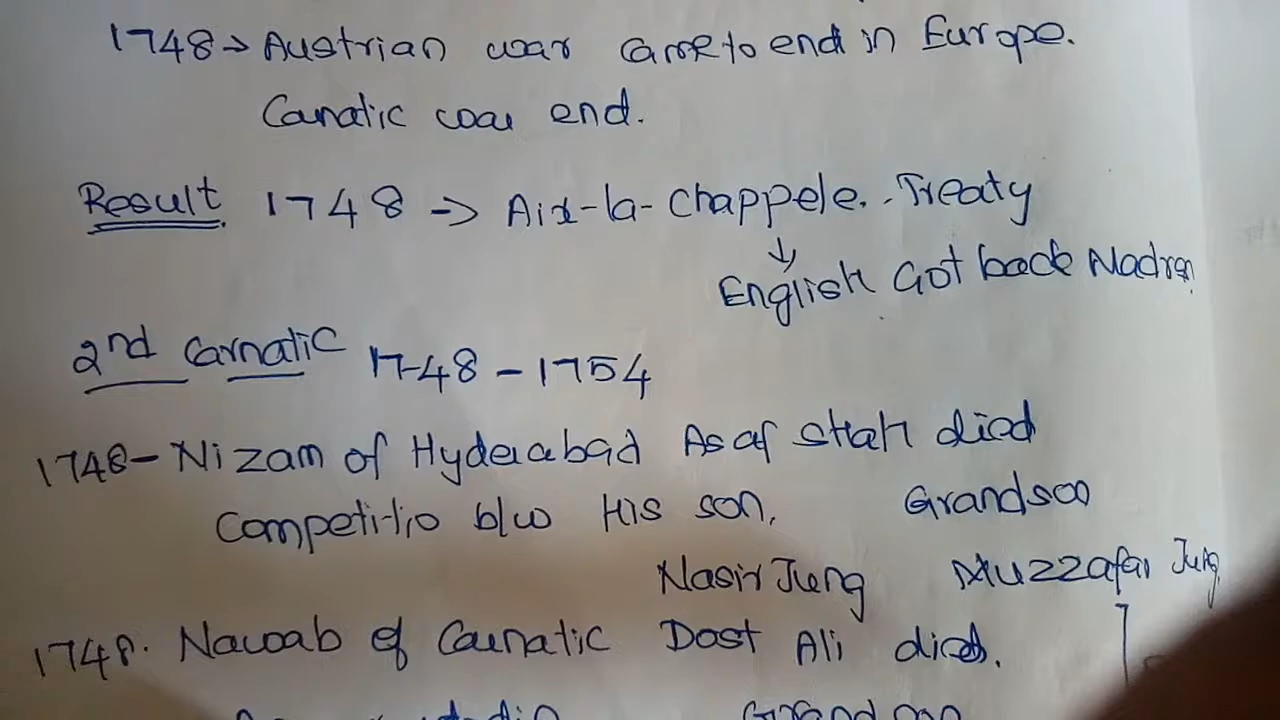 1748 → Austrian war came to end in Europe.
Carnatic war end.
Result 1748 → Aix-la-Chappele. Treaty
↓
English Got back Madras
2nd Carnatic 1748 - 1754
1748 - Nizam of Hyderabad Asaf Shah died
Competitio b/w His son, Grandson
Nasir Jung Muzzafar Jung
1748. Nawab of Carnatic Dost Ali died.